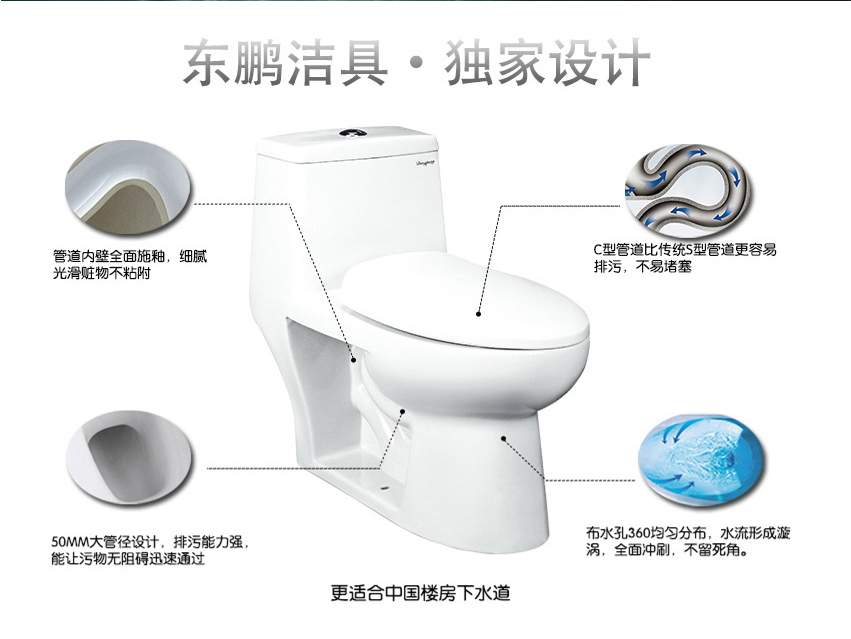 东鹏洁具·独家设计
管道内壁全面施釉，细腻
光滑脏物不粘附
C型管道比传统S型管道更容易
排污，不易堵塞
50MM大管径设计，排污能力强，
能让污物无阻碍迅速通过
布水孔360均匀分布，水流形成漩
涡，全面冲刷，不留死角。
更适合中国楼房下水道